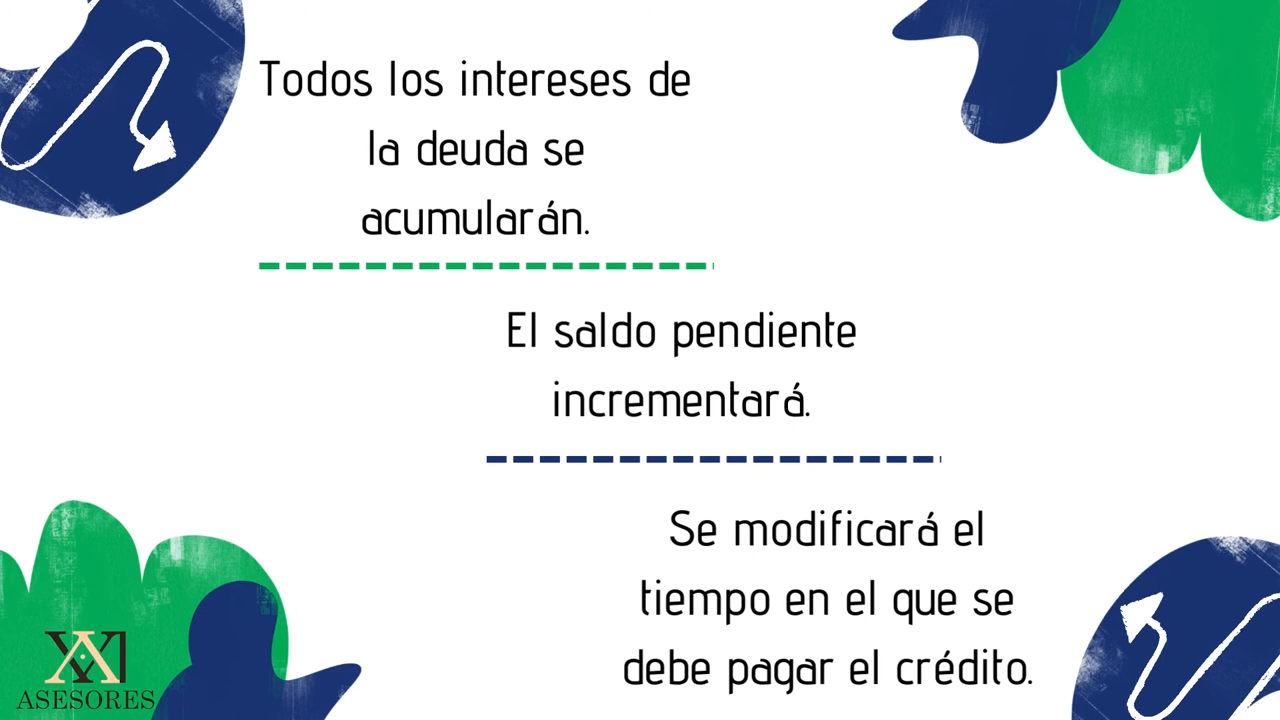 Todos los intereses de
la deuda se
acumularán.
El saldo pendiente
incrementará.
Se modificará el
tiempo en el que se
debe pagar el crédito.
ASESORES